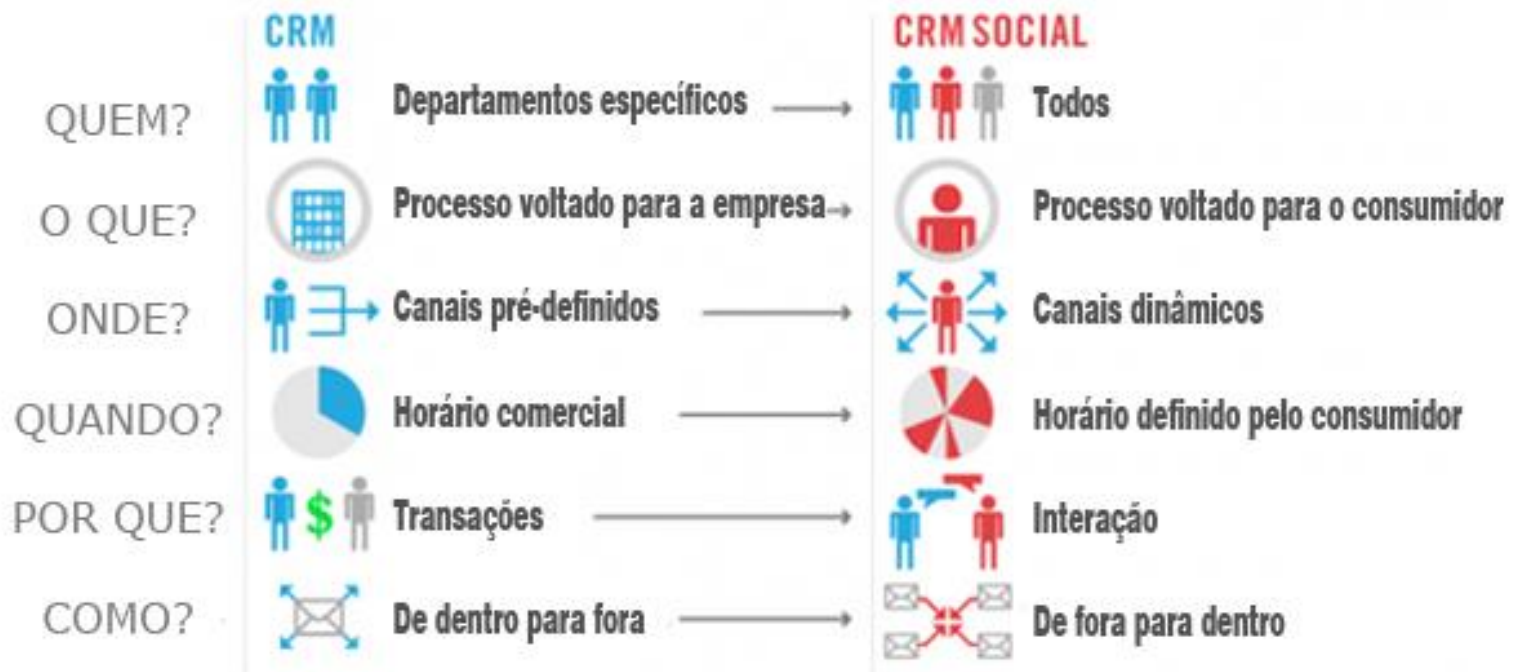 CRM CRM SOCIAL
QUEM? Departamentos específicos Todos
O QUE? Processo voltado para a empresa Processo voltado para o consumidor
ONDE? Canais pré-definidos Canais dinâmicos
QUANDO? Horário comercial Horário definido pelo consumidor
POR QUE? $ Transações Interação
COMO? De dentro para fora De fora para dentro